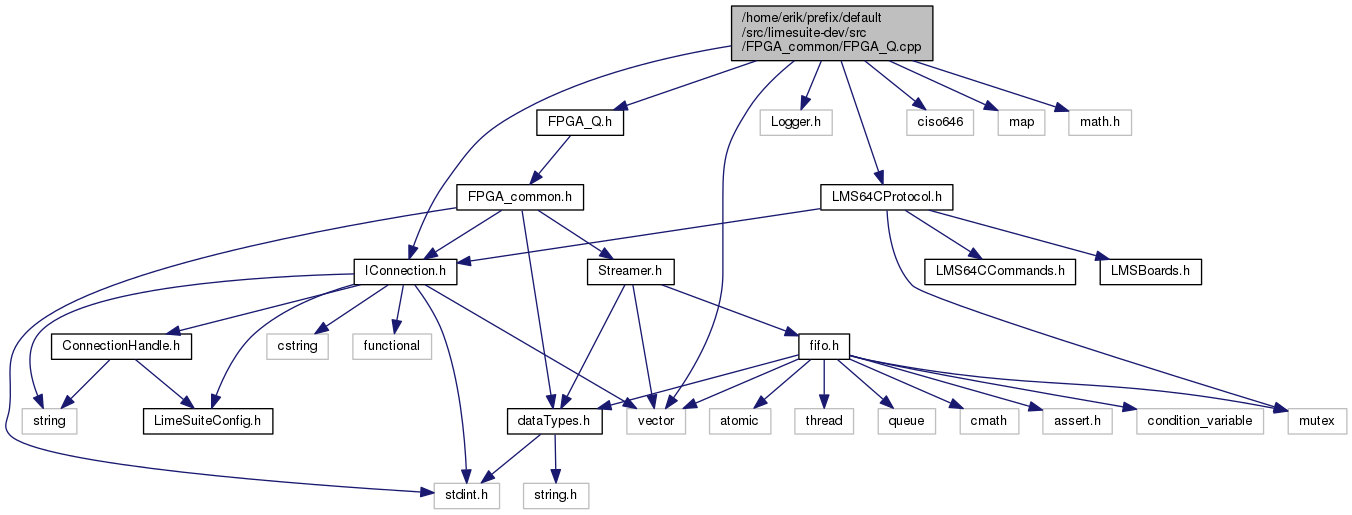 /home/erik/prefix/default
/src/limesuite-dev/src
/FPGA_common/FPGA_Q.cpp
FPGA_Q.h
Logger.h
ciso646
map
math.h
FPGA_common.h
LMS64CProtocol.h
IConnection.h
Streamer.h
LMS64CCommands.h
LMSBoards.h
ConnectionHandle.h
cstring
functional
fifo.h
string
LimeSuiteConfig.h
dataTypes.h
vector
atomic
thread
queue
cmath
assert.h
condition_variable
mutex
stdint.h
string.h